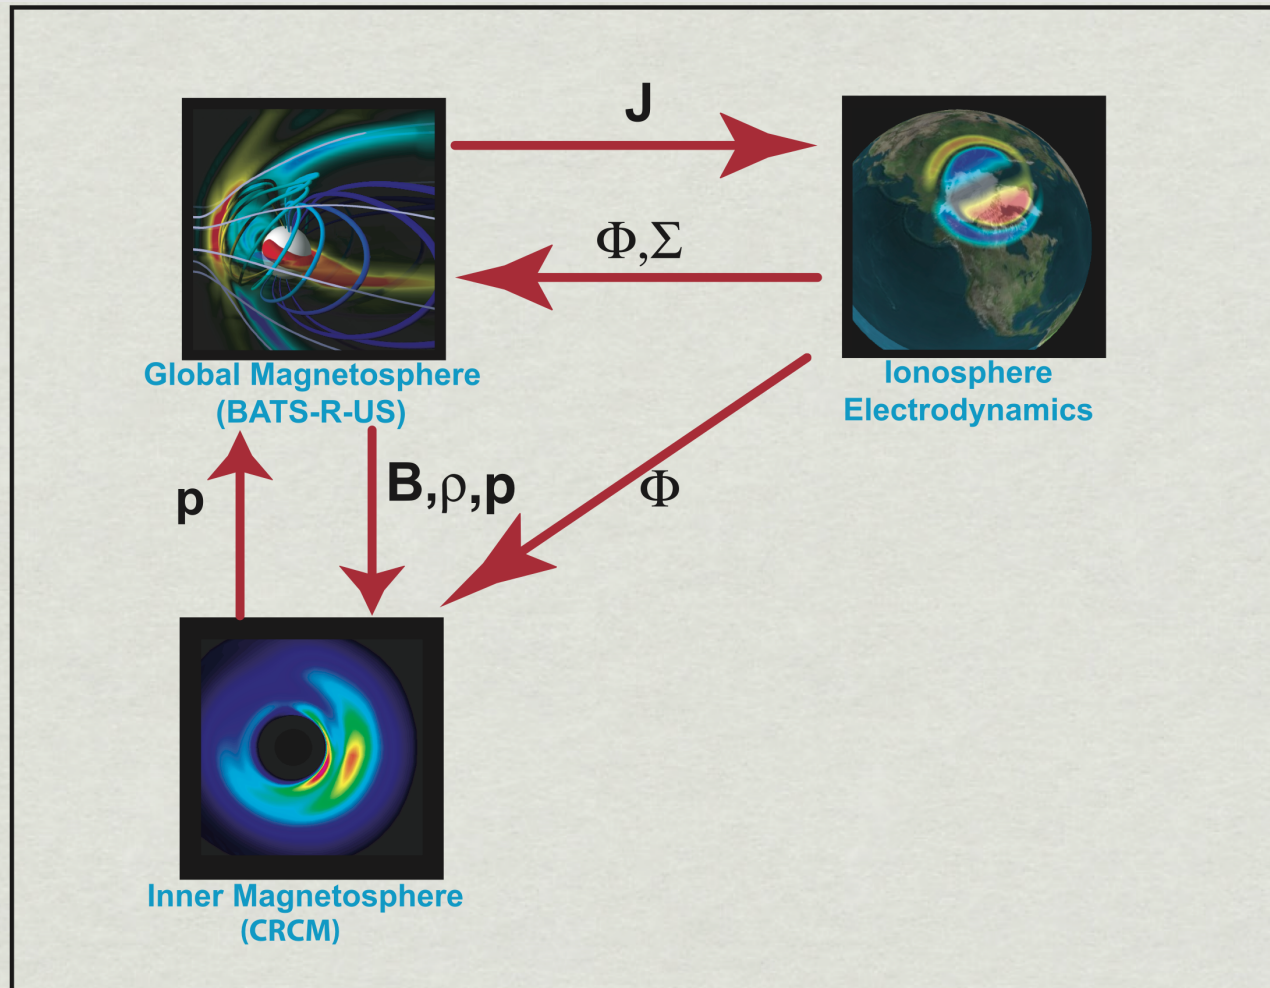 J
Φ,Σ
Global Magnetosphere
(BATS-R-US)
Ionosphere
Electrodynamics
p
B,ρ,p
Φ
Inner Magnetosphere
(CRCM)